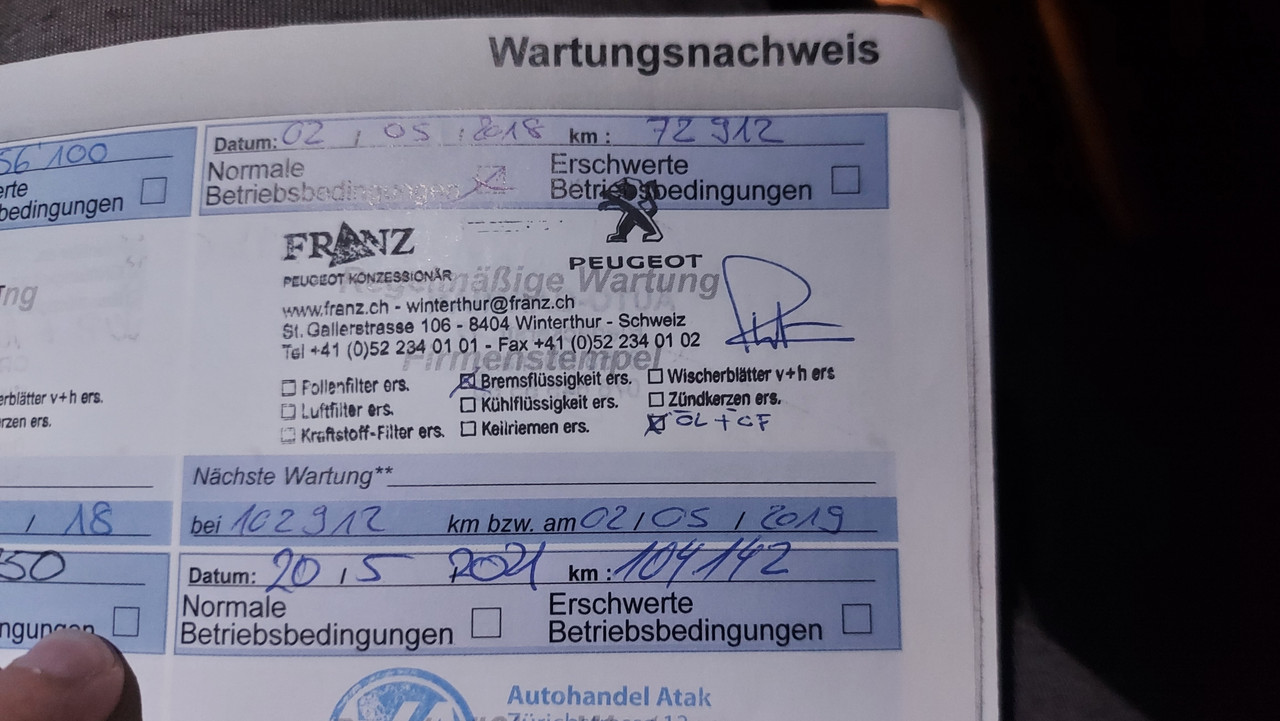 Wartungsnachweis
56 100
Datum: 02 / 05 / 2018 km : 72 912
Normale Betriebsbedingungen
Erschwerte Betriebsbedingungen
erte
bedingungen
FRANZ
PEUGEOT KONZESSIONÄR
PEUGEOT
Regelmäßige Wartung
www.franz.ch - winterthur@franz.ch
St. Gallerstrasse 106 - 8404 Winterthur - Schweiz
Tel +41 (0)52 234 01 01 - Fax +41 (0)52 234 01 02
Firmenstempel
Pollenfilter ers. Bremsflüssigkeit ers. Wischerblätter v+h ers
Luftfilter ers. Kühlflüssigkeit ers. Zündkerzen ers.
Kraftstoff-Filter ers. Keilriemen ers. ÖL + ÖF
erblätter v+h ers.
rzen ers.
Nächste Wartung**
/ 18
bei 102 912 km bzw. am 02 / 05 / 2019
50
Datum: 20 / 5 2021 km : 104142
Normale Betriebsbedingungen
Erschwerte Betriebsbedingungen
ngungen
Autohandel Atak